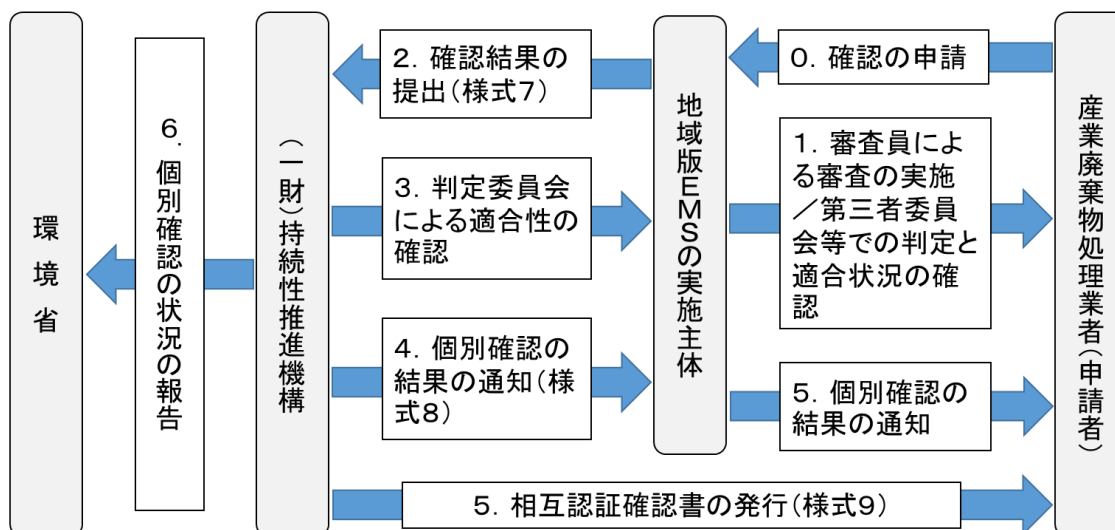 環境省
6．個別確認の状況の報告
（一財）持続性推進機構
2．確認結果の
提出（様式7）
3．判定委員会
による適合性の
確認
4．個別確認の
結果の通知（様
式8）
地域版ＥＭＳの実施主体
0．確認の申請
1．審査員によ
る審査の実施
／第三者委員
会等での判定と
適合状況の確
認
5．個別確認の
結果の通知
5．相互認証確認書の発行（様式9）
産業廃棄物処理業者（申請者）